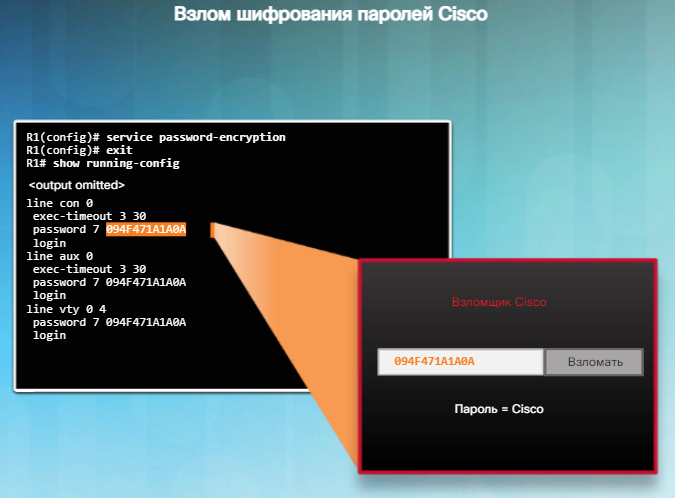 Взлом шифрования паролей Cisco
R1(config)# service password-encryption
R1(config)# exit
R1# show running-config
<output omitted>
line con 0
exec-timeout 3 30
password 7 094F471A1A0A
login
line aux 0
exec-timeout 3 30
password 7 094F471A1A0A
login
line vty 0 4
password 7 094F471A1A0A
login
Взломщик Cisco
094F471A1A0A
Взломать
Пароль = Cisco